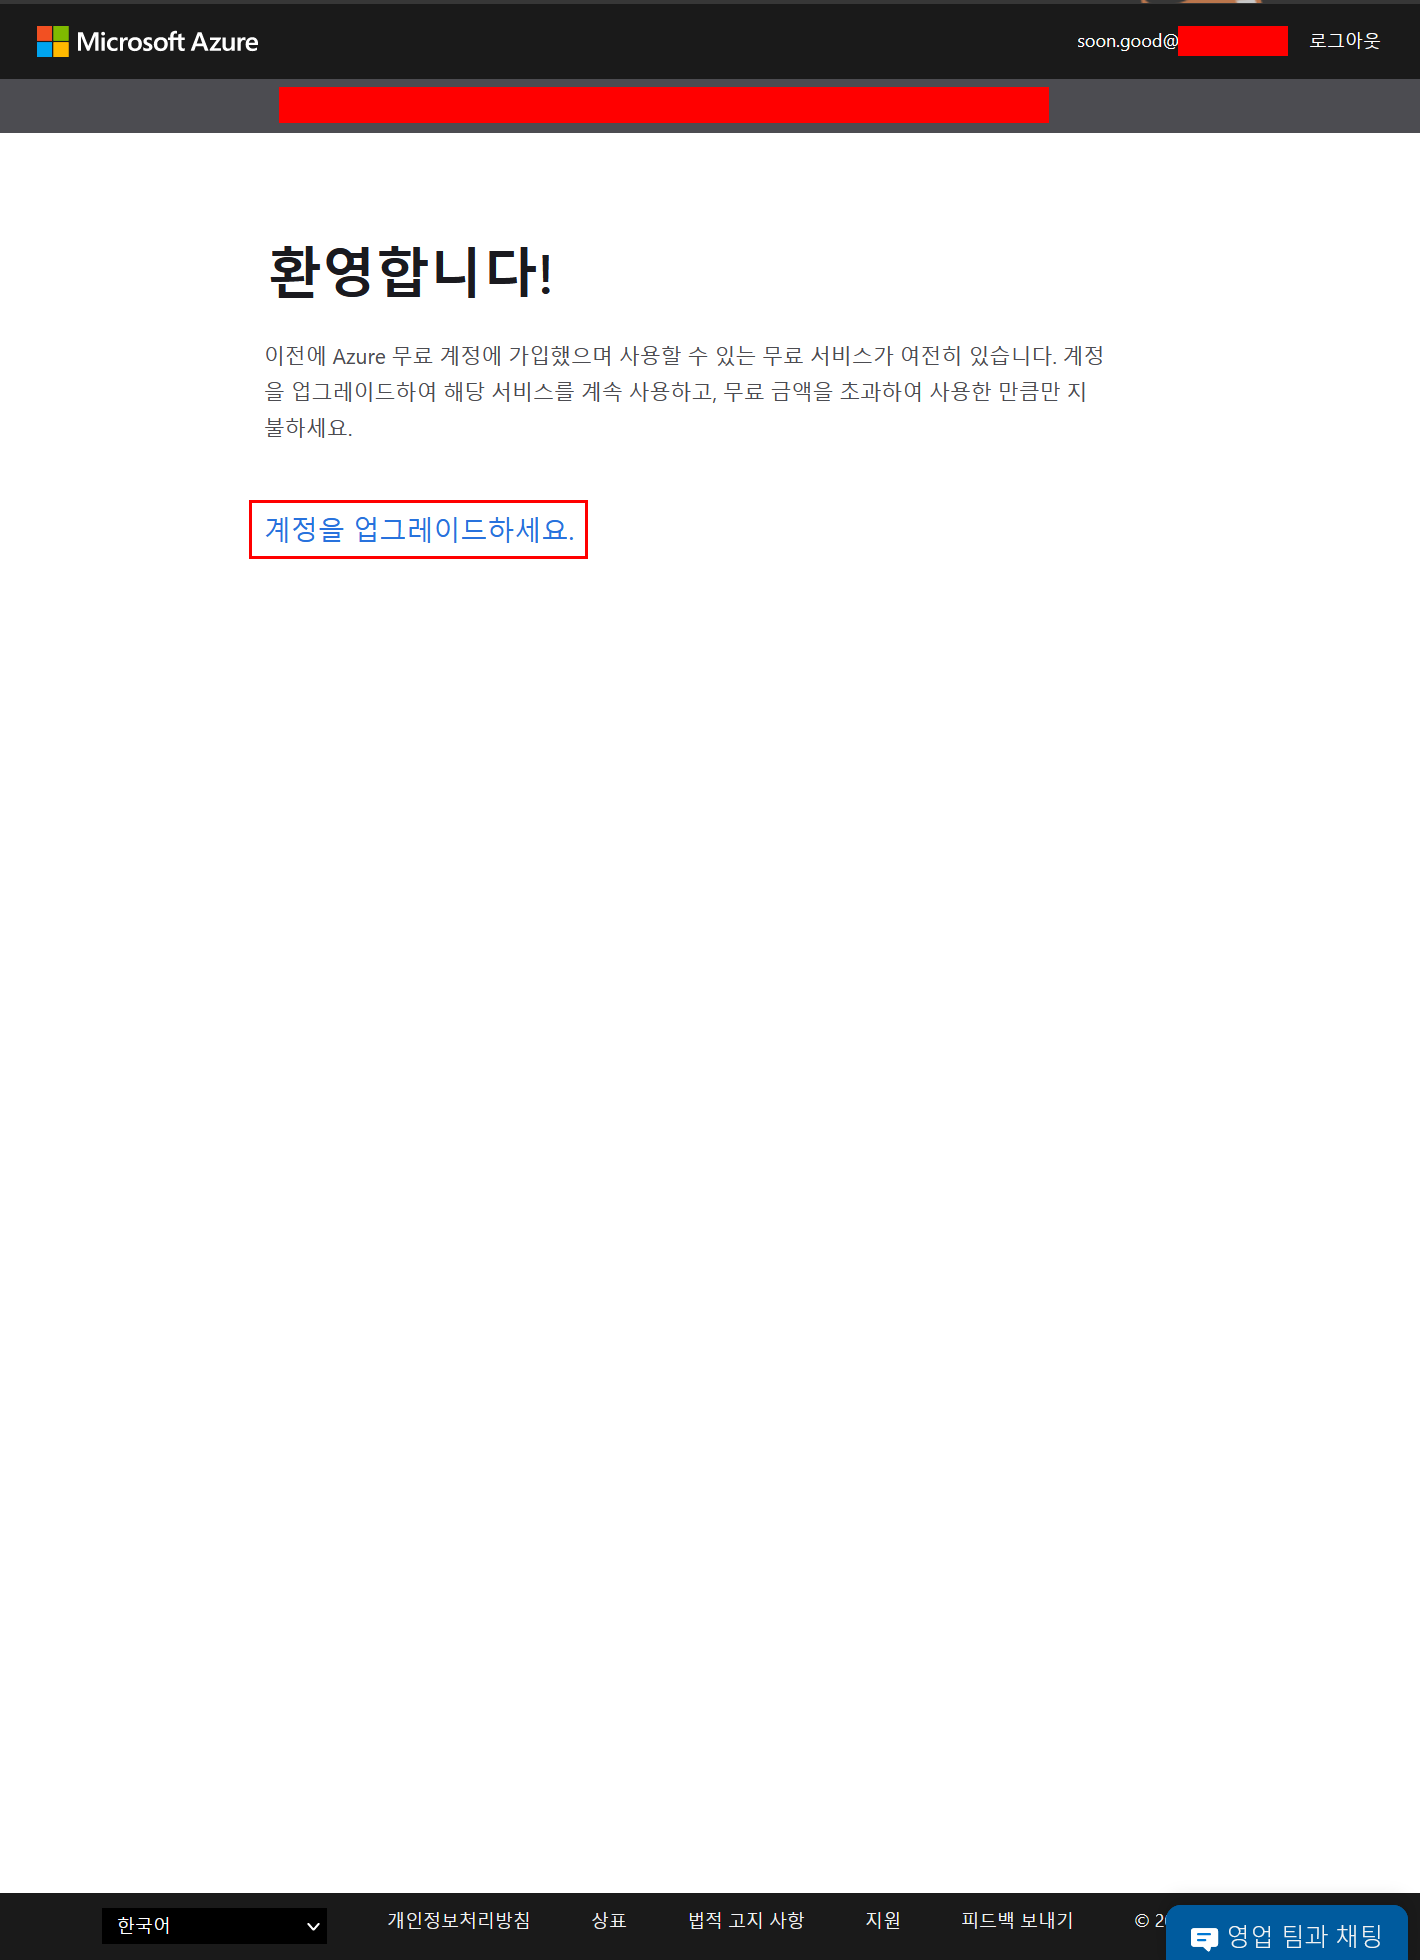 Microsoft Azure
soon.good@
로그아웃
환영합니다!
이전에 Azure 무료 계정에 가입했으며 사용할 수 있는 무료 서비스가 여전히 있습니다. 계정
을 업그레이드하여 해당 서비스를 계속 사용하고, 무료 금액을 초과하여 사용한 만큼만 지
불하세요.
계정을 업그레이드하세요.
한국어
개인정보처리방침
상표
법적 고지 사항
지원
피드백 보내기
©
영업 팀과 채팅